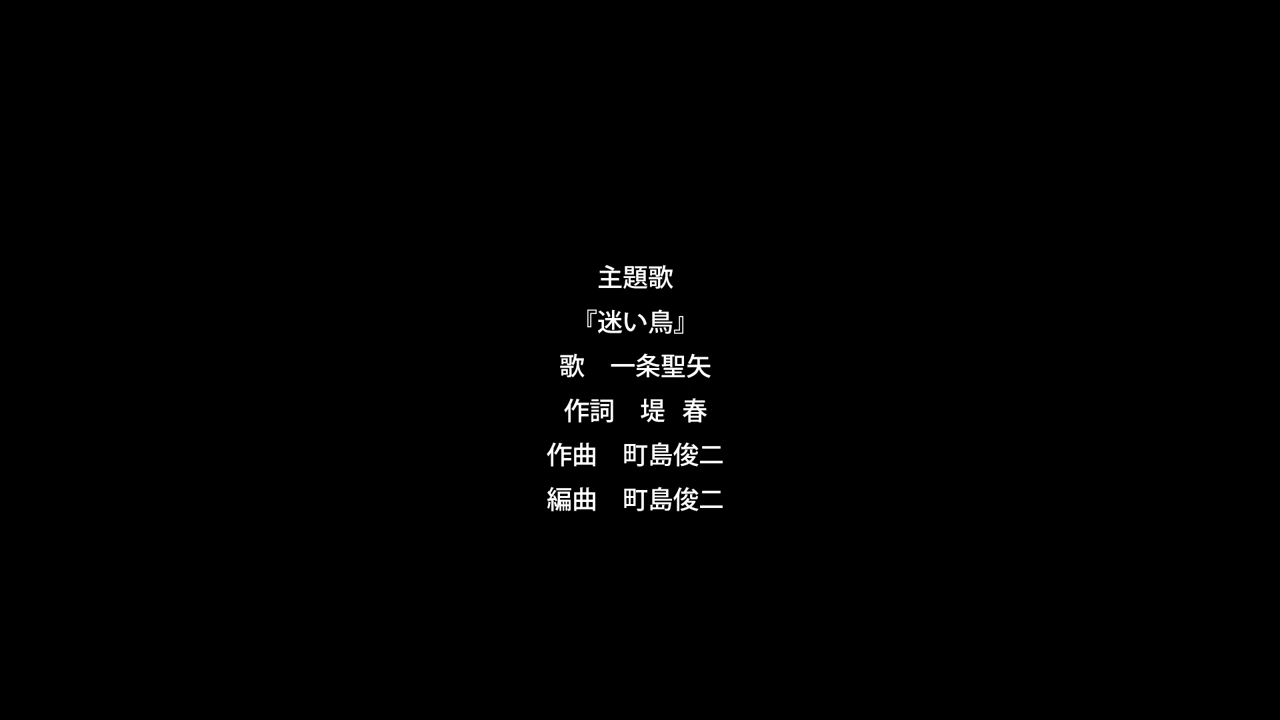 主題歌
『迷い鳥』
歌　一条聖矢
作詞　堤　春
作曲　町島俊二
編曲　町島俊二